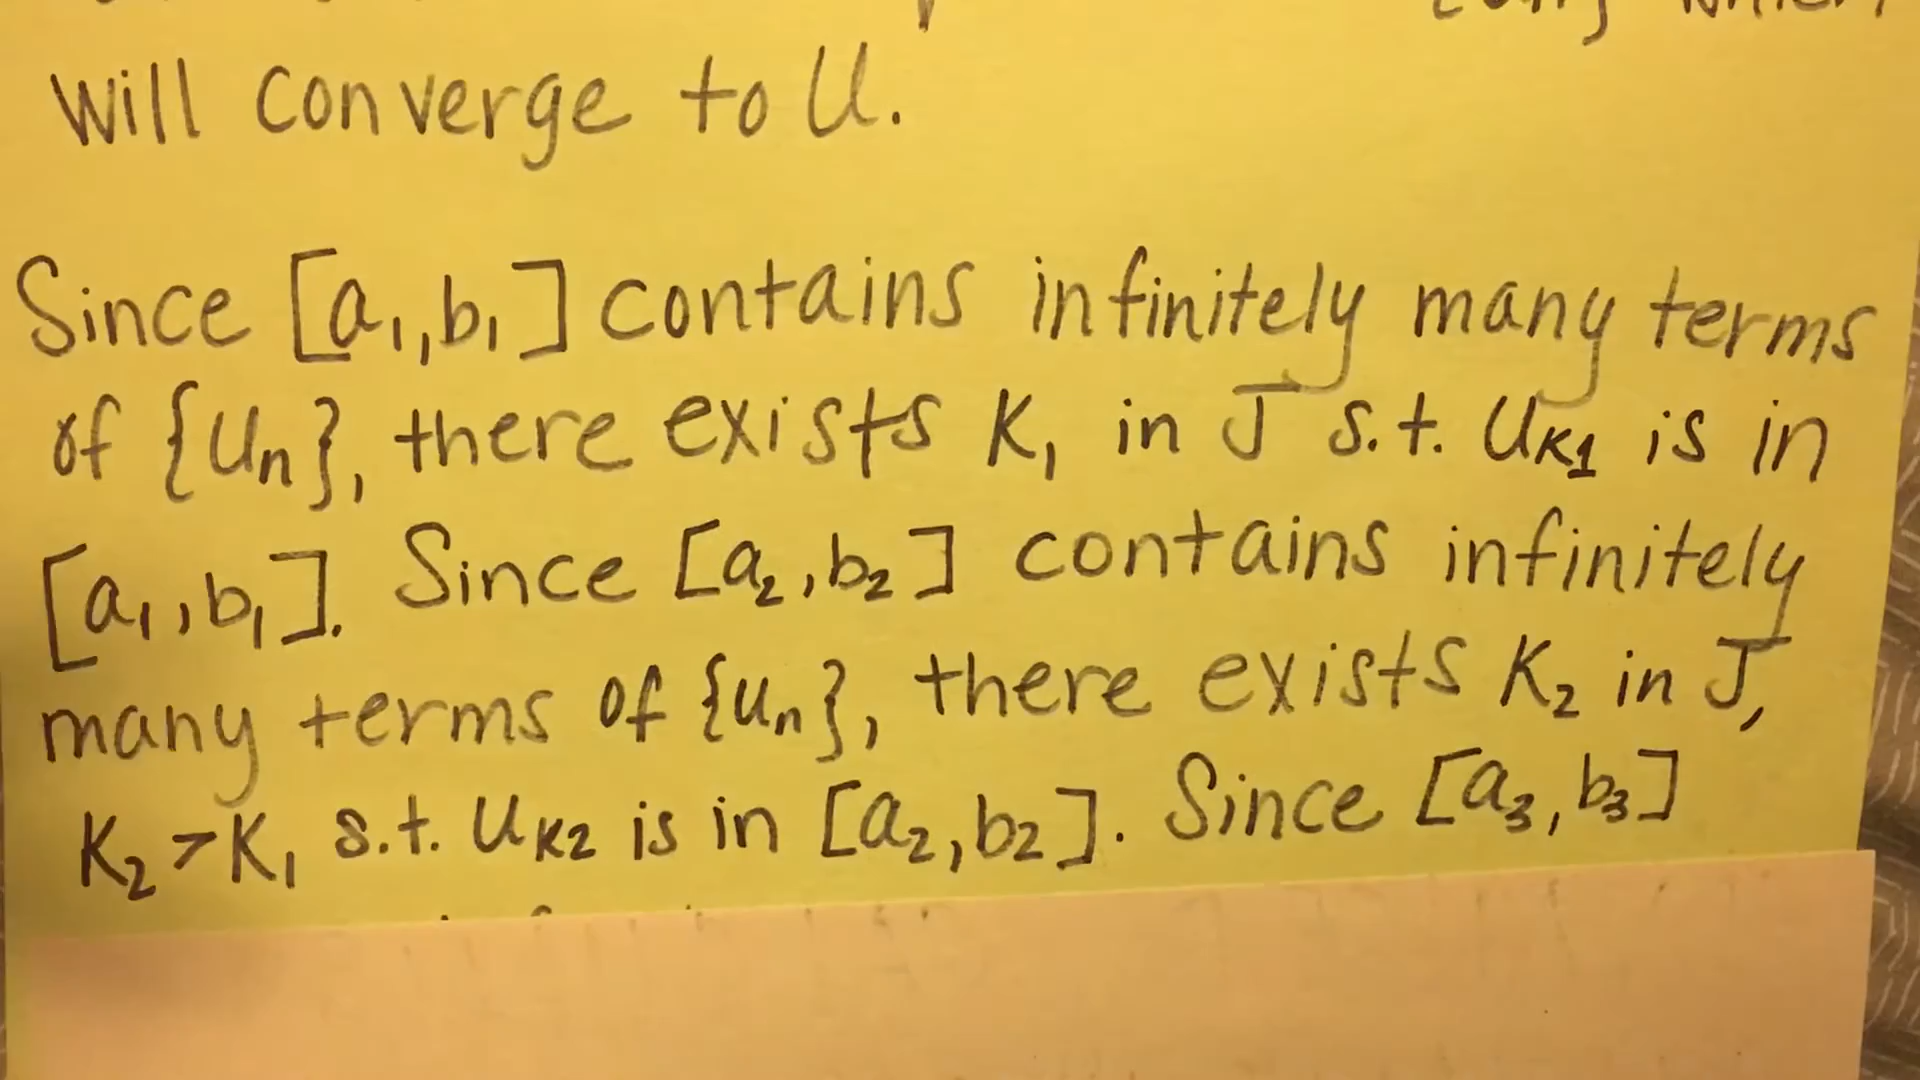 will converge to U.
Since [a₁,b₁] contains infinitely many terms
of {Uₙ}, there exists K₁ in J s.t. U_K1 is in
[a₁,b₁]. Since [a₂,b₂] contains infinitely
many terms of {uₙ}, there exists K₂ in J,
K₂ > K₁ s.t. U_K2 is in [a₂,b₂]. Since [a₃,b₃]